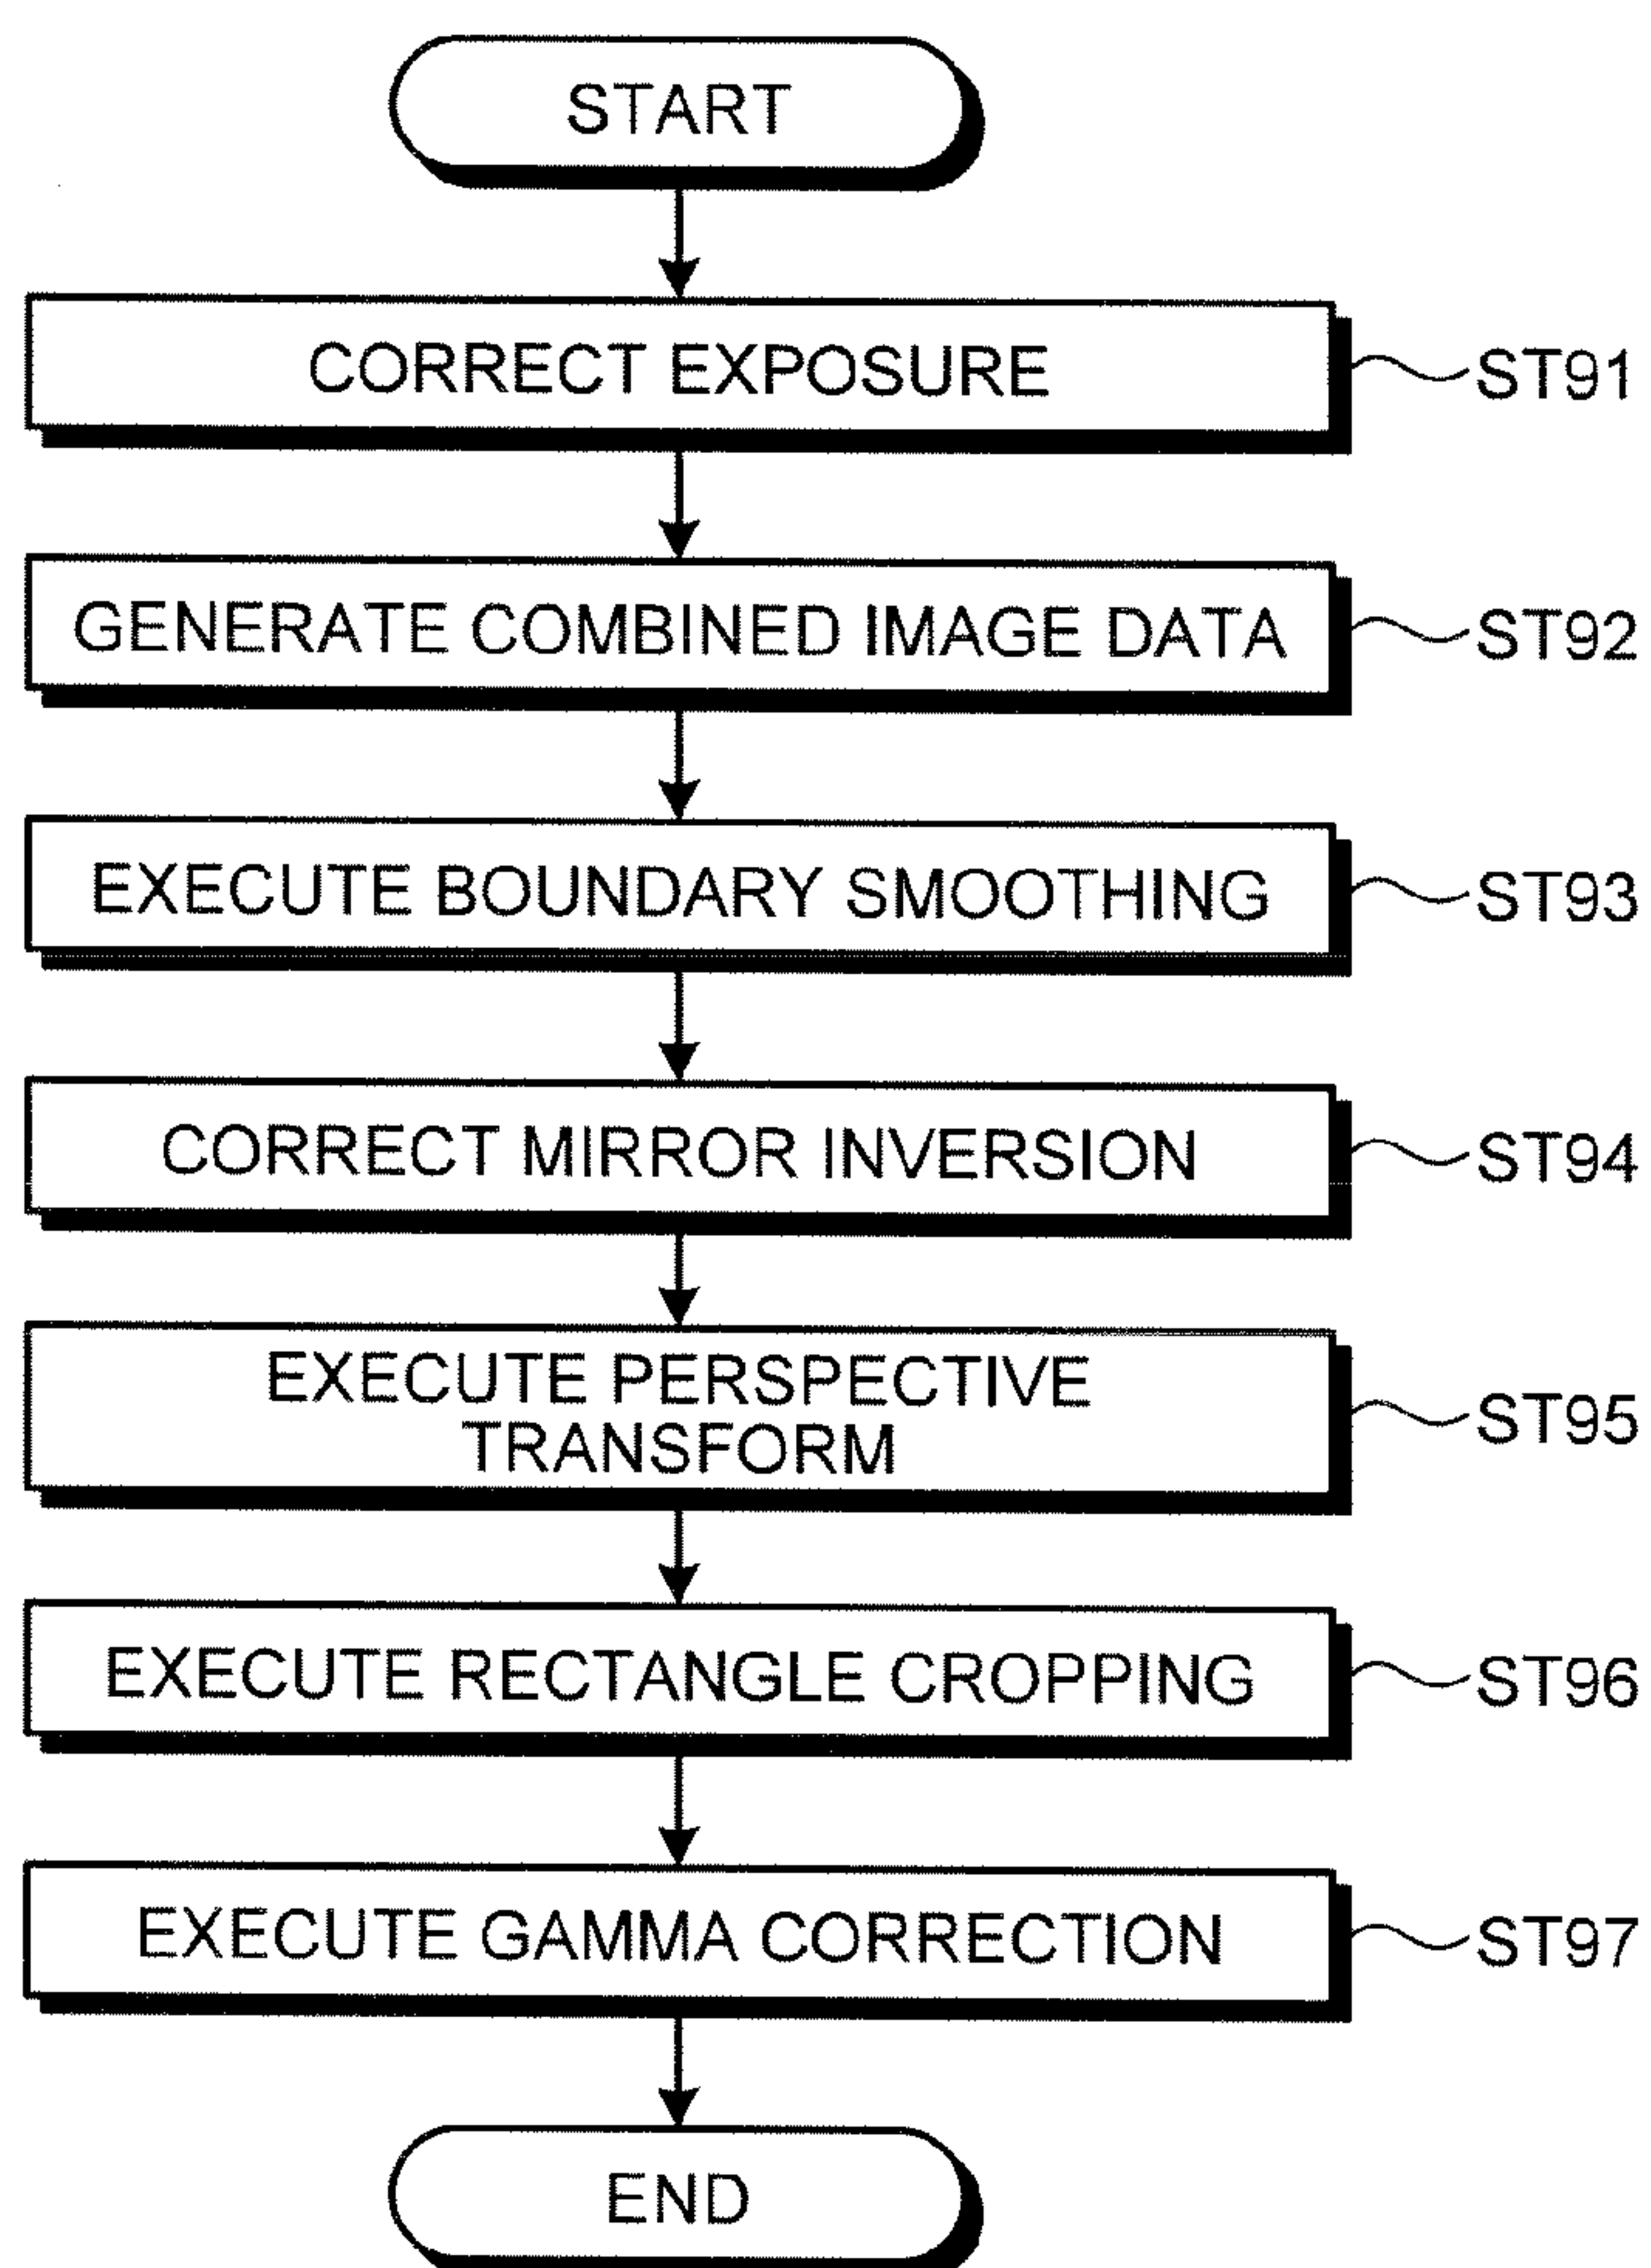 START
CORRECT EXPOSURE
ST91
GENERATE COMBINED IMAGE DATA
ST92
EXECUTE BOUNDARY SMOOTHING
ST93
CORRECT MIRROR INVERSION
ST94
EXECUTE PERSPECTIVE
TRANSFORM
ST95
EXECUTE RECTANGLE CROPPING
ST96
EXECUTE GAMMA CORRECTION
ST97
END